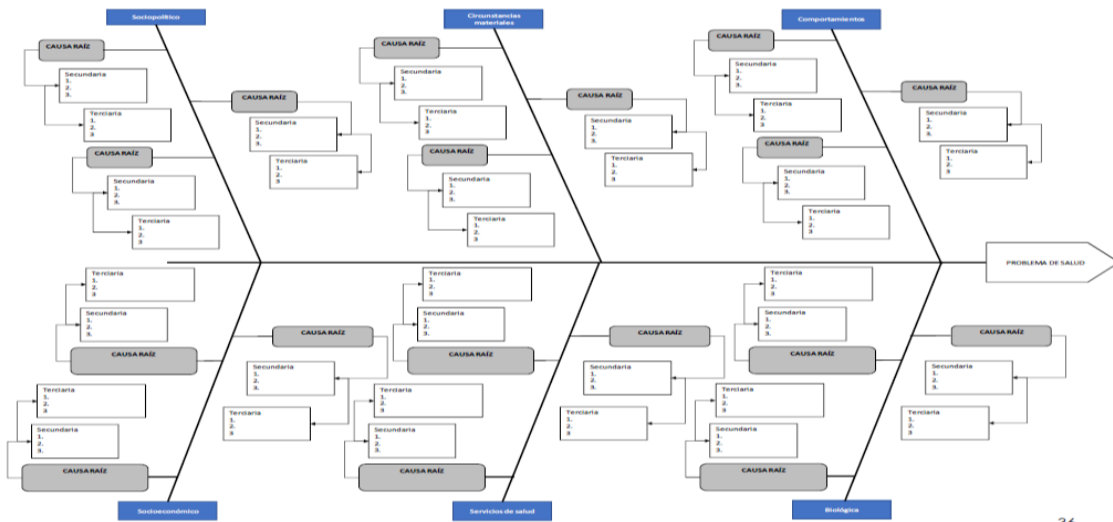 Sociopolítico
CAUSA RAÍZ
Secundaria
1.
2.
3.
Terciaria
1.
2.
3
CAUSA RAÍZ
Secundaria
1.
2.
3.
Terciaria
1.
2.
3
CAUSA RAÍZ
Secundaria
1.
2.
3.
Terciaria
1.
2.
3
Circunstancias
materiales
CAUSA RAÍZ
Secundaria
1.
2.
3.
Terciaria
1.
2.
3
CAUSA RAÍZ
Secundaria
1.
2.
3.
Terciaria
1.
2.
3
CAUSA RAÍZ
Secundaria
1.
2.
3.
Terciaria
1.
2.
3
Comportamientos
CAUSA RAÍZ
Secundaria
1.
2.
3.
Terciaria
1.
2.
3
CAUSA RAÍZ
Secundaria
1.
2.
3.
Terciaria
1.
2.
3
CAUSA RAÍZ
Secundaria
1.
2.
3.
Terciaria
1.
2.
3
PROBLEMA DE SALUD
Terciaria
1.
2.
3
Secundaria
1.
2.
3.
CAUSA RAÍZ
CAUSA RAÍZ
Secundaria
1.
2.
3.
Terciaria
1.
2.
3
Terciaria
1.
2.
3
Secundaria
1.
2.
3.
CAUSA RAÍZ
Socioeconómico
Terciaria
1.
2.
3
Secundaria
1.
2.
3.
CAUSA RAÍZ
CAUSA RAÍZ
Secundaria
1.
2.
3.
Terciaria
1.
2.
3
Terciaria
1.
2.
3
Secundaria
1.
2.
3.
CAUSA RAÍZ
Servicios de salud
Terciaria
1.
2.
3
Secundaria
1.
2.
3.
CAUSA RAÍZ
CAUSA RAÍZ
Secundaria
1.
2.
3.
Terciaria
1.
2.
3
Terciaria
1.
2.
3
Secundaria
1.
2.
3.
CAUSA RAÍZ
Biológica